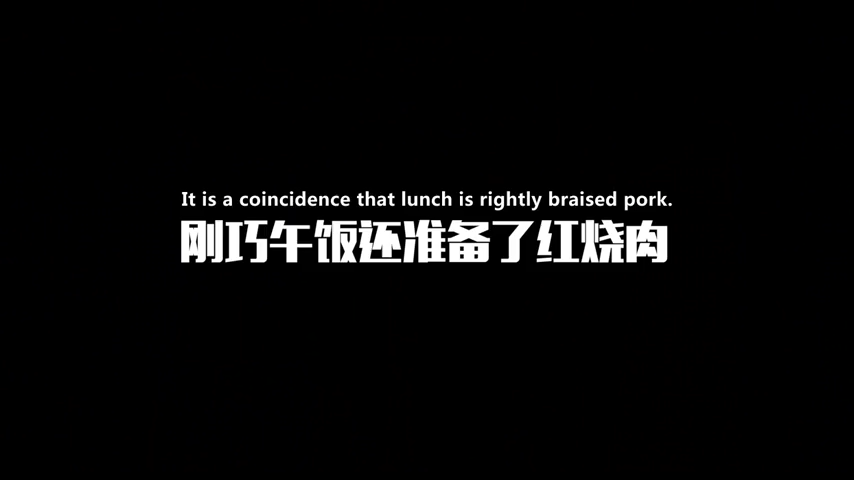 It is a coincidence that lunch is rightly braised pork.
刚巧午饭还准备了红烧肉